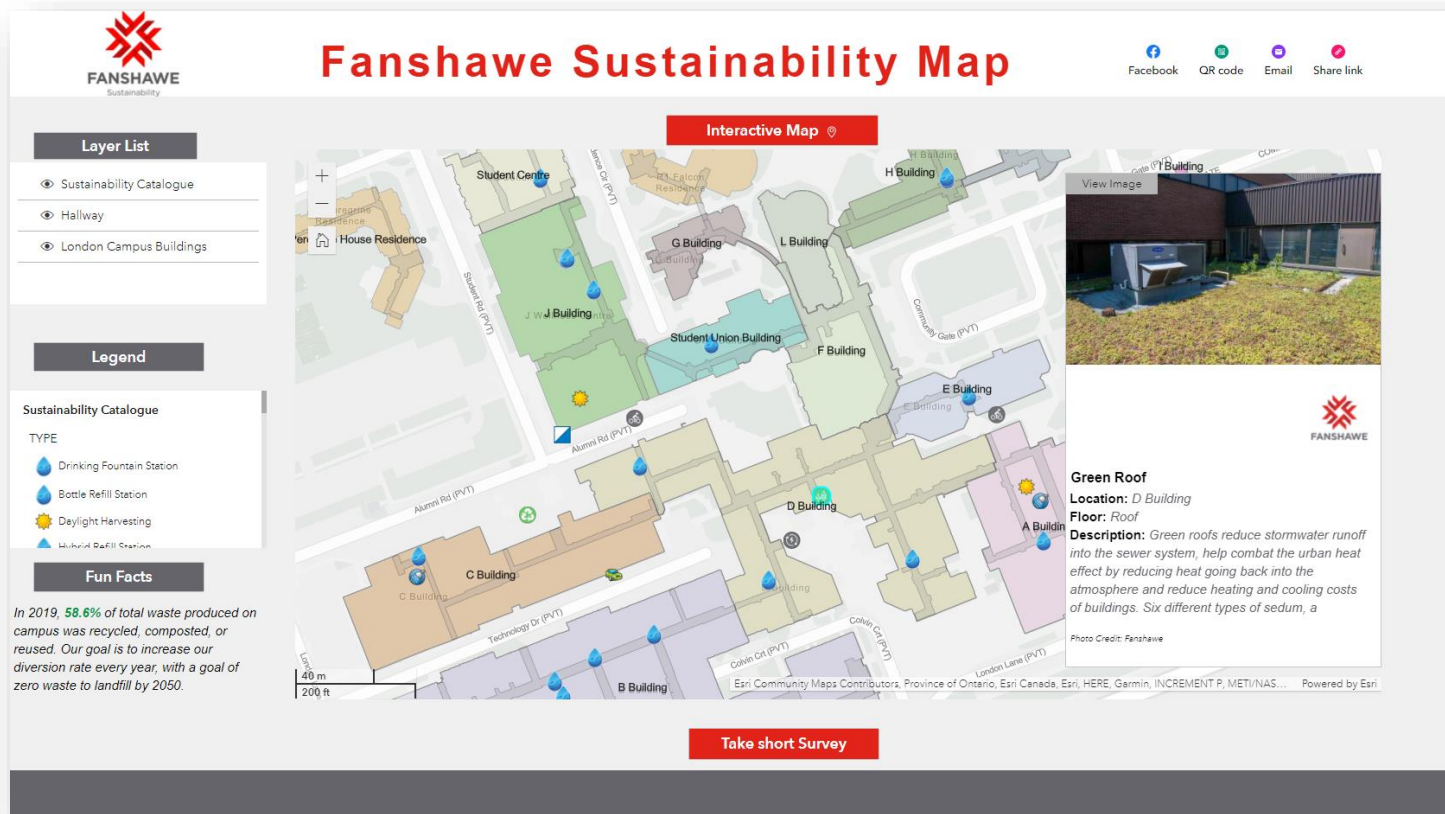 FANSHAWE
Sustainability
Fanshawe Sustainability Map
Facebook
QR code
Email
Share link
Layer List
Sustainability Catalogue
Hallway
London Campus Buildings
Legend
Sustainability Catalogue
TYPE
Drinking Fountain Station
Bottle Refill Station
Daylight Harvesting
Hybrid Refill Station
Fun Facts
In 2019, 58.6% of total waste produced on
campus was recycled, composted, or
reused. Our goal is to increase our
diversion rate every year, with a goal of
zero waste to landfill by 2050.
Interactive Map
Student Centre
Residence
House Residence
Student Rd (PVT)
Residence
H Building
H Building
I Building
G Building
L Building
J Building
Student Union Building
F Building
Community Gate (PVT)
E Building
E Building
Alumni Rd (PVT)
Alumni Rd (PVT)
D Building
A Buildin
C Building
C Building
Technology Dr (PVT)
Colvin Crt (PVT)
Colvin Crt (PVT)
London Lane (PVT)
B Building
40 m
200 ft
Esri Community Maps Contributors, Province of Ontario, Esri Canada, Esri, HERE, Garmin, INCREMENT P, METI/NAS...
Powered by Esri
View Image
FANSHAWE
Green Roof
Location: D Building
Floor: Roof
Description: Green roofs reduce stormwater runoff
into the sewer system, help combat the urban heat
effect by reducing heat going back into the
atmosphere and reduce heating and cooling costs
of buildings. Six different types of sedum, a
Photo Credit: Fanshawe
Take short Survey